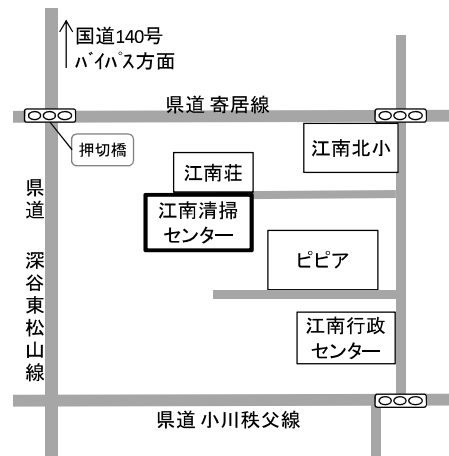 国道140号
バイパス方面
県道 寄居線
押切橋
江南北小
江南荘
江南清掃
センター
県道 深谷東松山線
ピピア
江南行政
センター
県道 小川秩父線